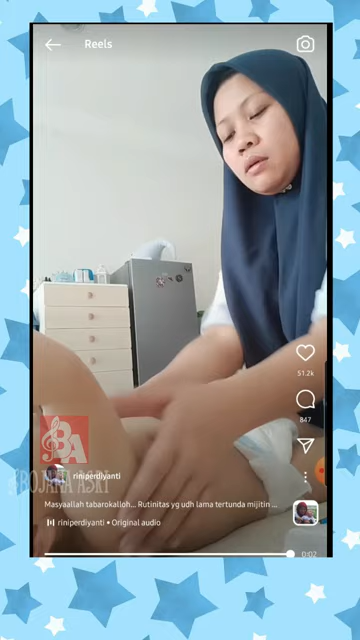 Reels
51.2k
847
BA
BOJAMA ASRI
riniperdiyanti
Masyaallah tabarokalloh... Rutinitas yg udh lama tertunda mijitin ...
riniperdiyanti • Original audio
0:02